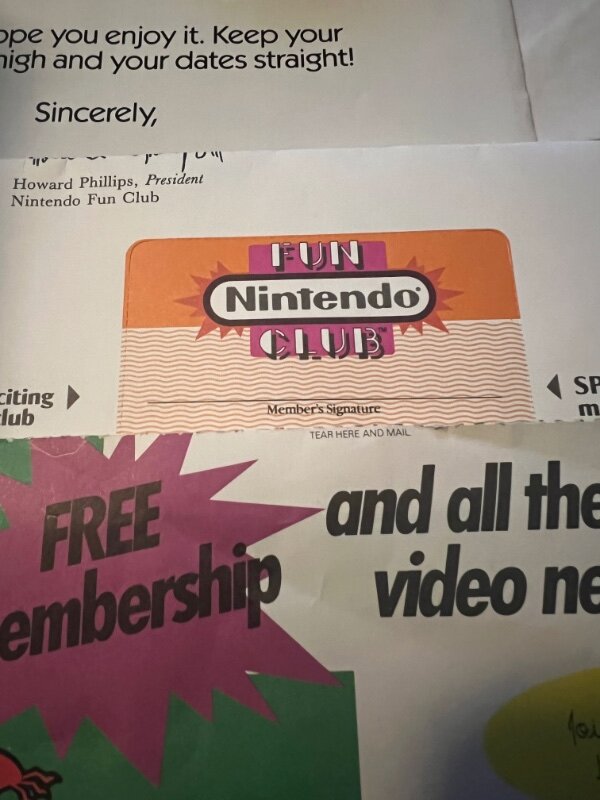 ope you enjoy it. Keep your
high and your dates straight!
Sincerely,
Howard Phillips, President
Nintendo Fun Club
FUN
Nintendo®
CLUB™
citing
lub
SP
m
Member's Signature
TEAR HERE AND MAIL
FREE
embership
and all the
video ne